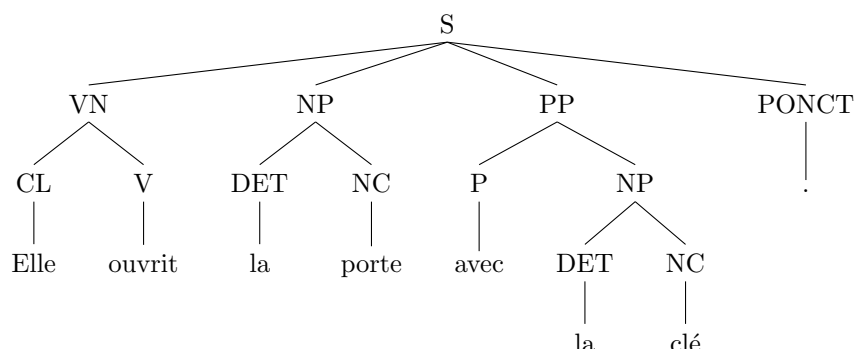 S
VN NP PP PONCT
CL V DET NC P NP .
Elle ouvrit la porte avec DET NC
la clé